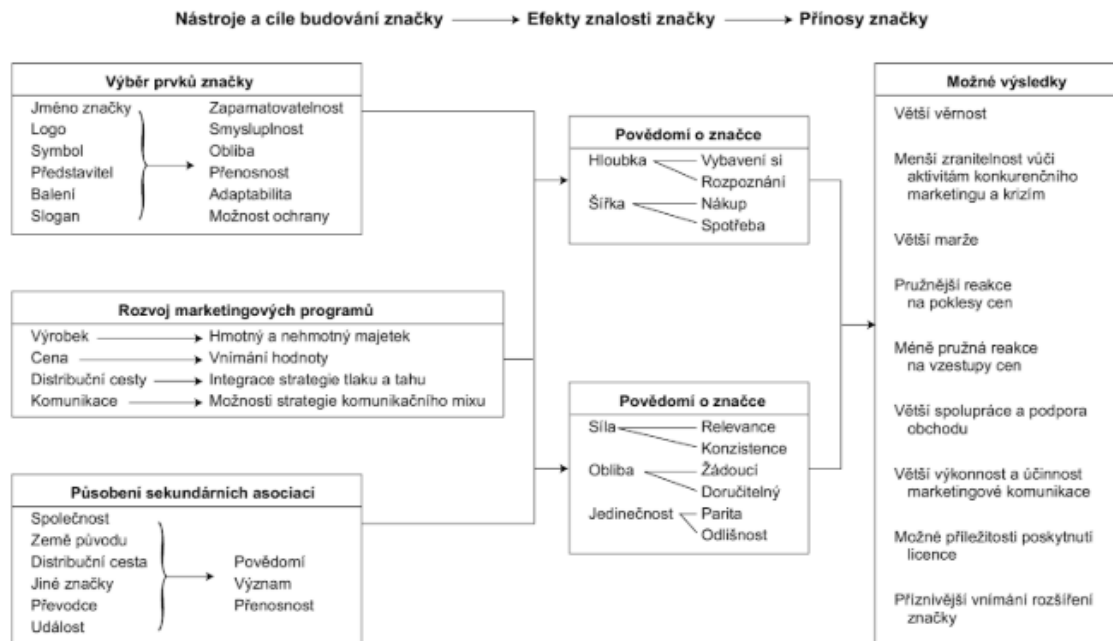 Nástroje a cíle budování značky Efekty znalosti značky Přínosy značky
Výběr prvků značky
Jméno značky Zapamatovatelnost
Logo Smysluplnost
Symbol Obliba
Představitel Přenosnost
Balení Adaptabilita
Slogan Možnost ochrany
Rozvoj marketingových programů
Výrobek Hmotný a nehmotný majetek
Cena Vnímání hodnoty
Distribuční cesty Integrace strategie tlaku a tahu
Komunikace Možnosti strategie komunikačního mixu
Působení sekundárních asociací
Společnost
Země původu
Distribuční cesta Povědomí
Jiné značky Význam
Převodce Přenosnost
Událost
Povědomí o značce
Hloubka Vybavení si
Rozpoznání
Šířka Nákup
Spotřeba
Povědomí o značce
Síla Relevance
Konzistence
Obliba Žádoucí
Doručitelný
Jedinečnost Parita
Odlišnost
Možné výsledky
Větší věrnost
Menší zranitelnost vůči
aktivitám konkurenčního
marketingu a krizím
Větší marže
Pružnější reakce
na poklesy cen
Méně pružná reakce
na vzestupy cen
Větší spolupráce a podpora
obchodu
Větší výkonnost a účinnost
marketingové komunikace
Možné příležitosti poskytnutí
licence
Příznivější vnímání rozšíření
značky